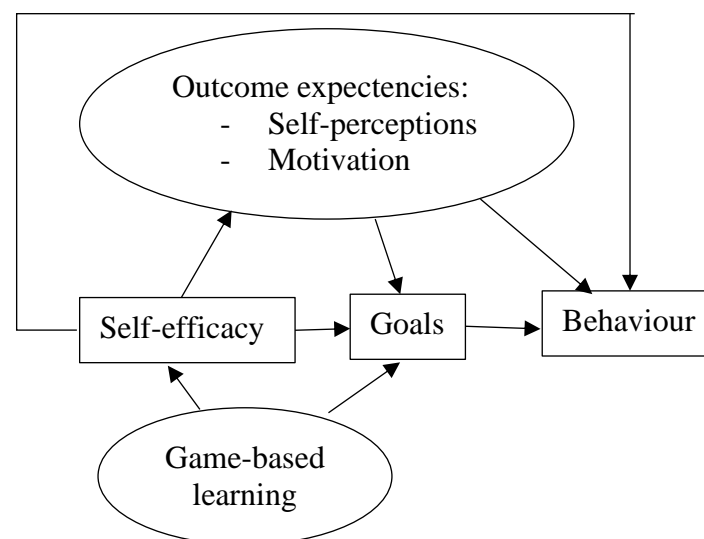 Outcome expectencies:
- Self-perceptions
- Motivation
Self-efficacy
Goals
Behaviour
Game-based
learning